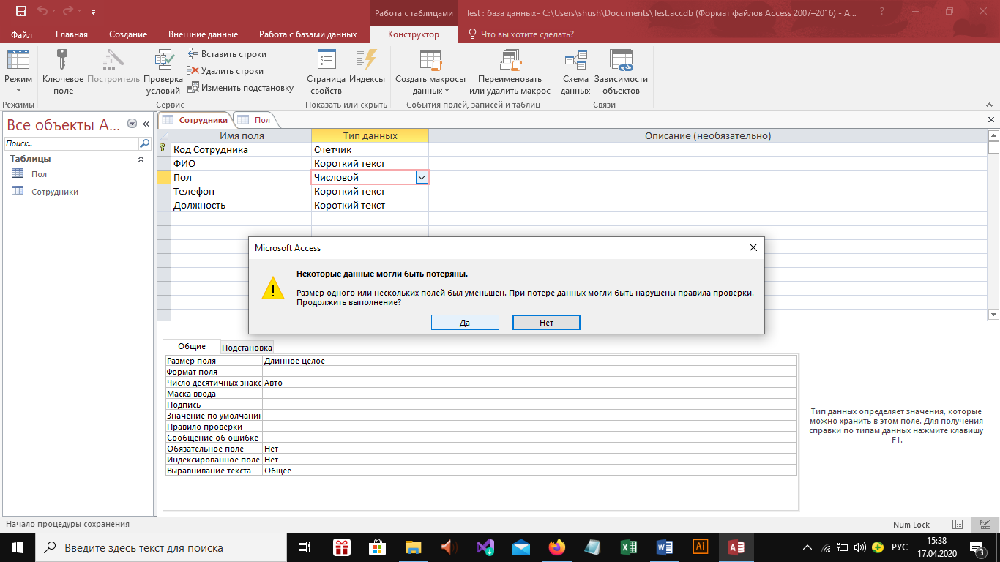 Работа с таблицами
Test : база данных- C:\Users\shush\Documents\Test.accdb (Формат файлов Access 2007–2016) - A...
?
Файл
Главная
Создание
Внешние данные
Работа с базами данных
Конструктор
Что вы хотите сделать?
Режим
Ключевое поле
Построитель
Проверка условий
Вставить строки
Удалить строки
Изменить подстановку
Страница свойств
Индексы
Создать макросы данных
Переименовать или удалить макрос
Схема данных
Зависимости объектов
Режимы
Сервис
Показать или скрыть
События полей, записей и таблиц
Связи
Все объекты A...
Поиск...
Таблицы
Пол
Сотрудники
Сотрудники
Пол
Имя поля
Тип данных
Описание (необязательно)
Код Сотрудника
Счетчик
ФИО
Короткий текст
Пол
Числовой
Телефон
Короткий текст
Должность
Короткий текст
Microsoft Access
Некоторые данные могли быть потеряны.
Размер одного или нескольких полей был уменьшен. При потере данных могли быть нарушены правила проверки.
Продолжить выполнение?
Да
Нет
Общие
Подстановка
Размер поля
Длинное целое
Формат поля
Число десятичных знако
Авто
Маска ввода
Подпись
Значение по умолчани
Правило проверки
Сообщение об ошибке
Обязательное поле
Нет
Индексированное поле
Нет
Выравнивание текста
Общее
Тип данных определяет значения, которые
можно хранить в этом поле. Для получения
справки по типам данных нажмите клавишу
F1.
Начало процедуры сохранения
Num Lock
Введите здесь текст для поиска
Ai
РУС
15:38
17.04.2020
3